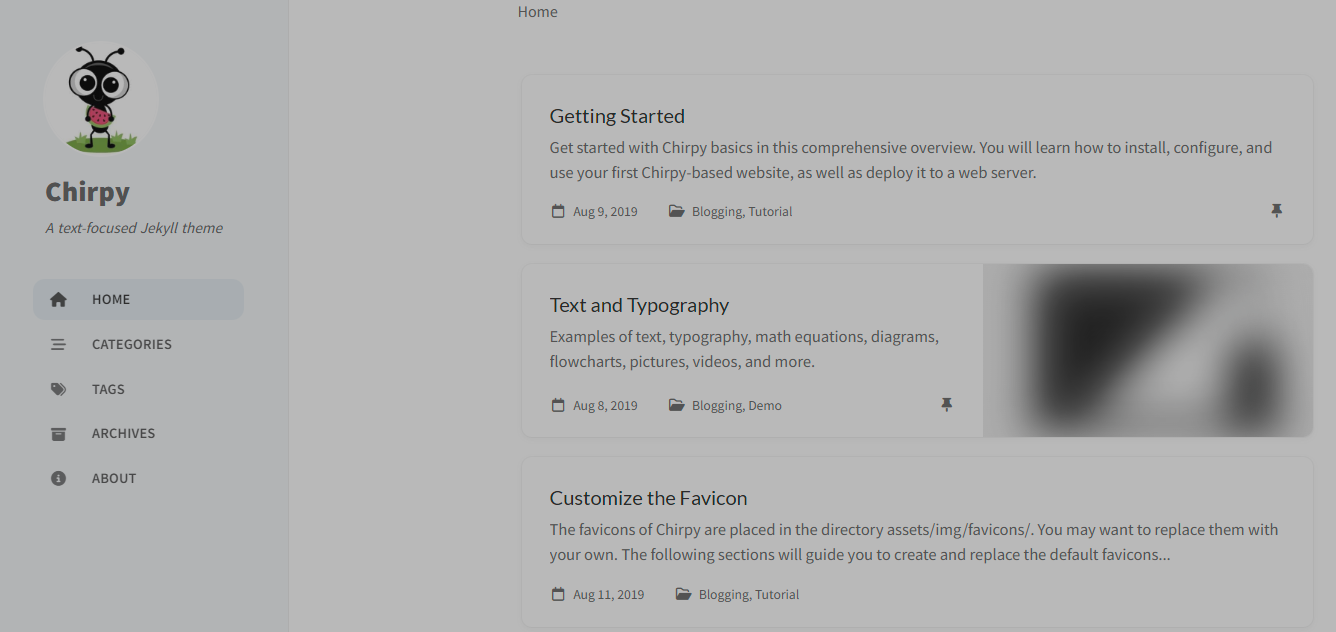 Chirpy
A text-focused Jekyll theme
HOME
CATEGORIES
TAGS
ARCHIVES
ABOUT
Home
Getting Started
Get started with Chirpy basics in this comprehensive overview. You will learn how to install, configure, and
use your first Chirpy-based website, as well as deploy it to a web server.
Aug 9, 2019 Blogging, Tutorial
Text and Typography
Examples of text, typography, math equations, diagrams,
flowcharts, pictures, videos, and more.
Aug 8, 2019 Blogging, Demo
Customize the Favicon
The favicons of Chirpy are placed in the directory assets/img/favicons/. You may want to replace them with
your own. The following sections will guide you to create and replace the default favicons...
Aug 11, 2019 Blogging, Tutorial